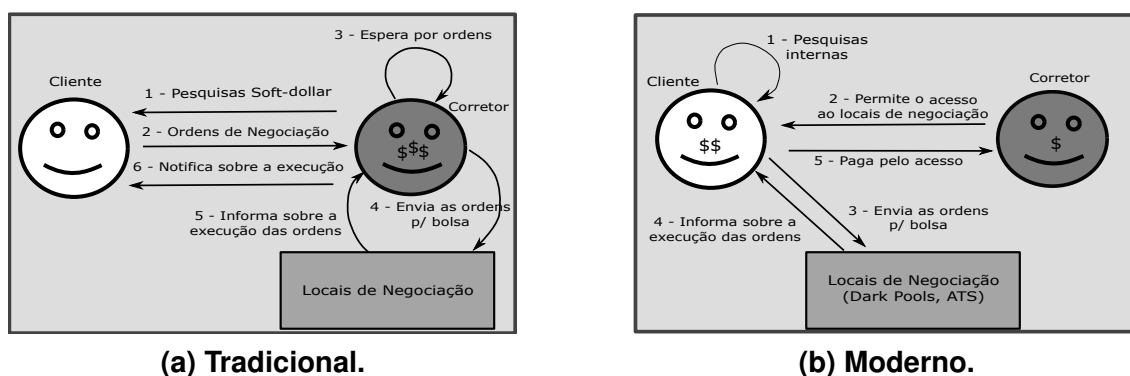 3 - Espera por ordens
Cliente
1 - Pesquisas Soft-dollar
Corretor
2 - Ordens de Negociação
$$$
6 - Notifica sobre a execução
4 - Envia as ordens
p/ bolsa
5 - Informa sobre a
execução das ordens
Locais de Negociação
(a) Tradicional.
1 - Pesquisas
internas
Cliente
Corretor
2 - Permite o acesso
ao locais de negociação
$$
$
5 - Paga pelo acesso
3 - Envia as ordens
p/ bolsa
4 - Informa sobre a
execução das ordens
Locais de Negociação
(Dark Pools, ATS)
(b) Moderno.